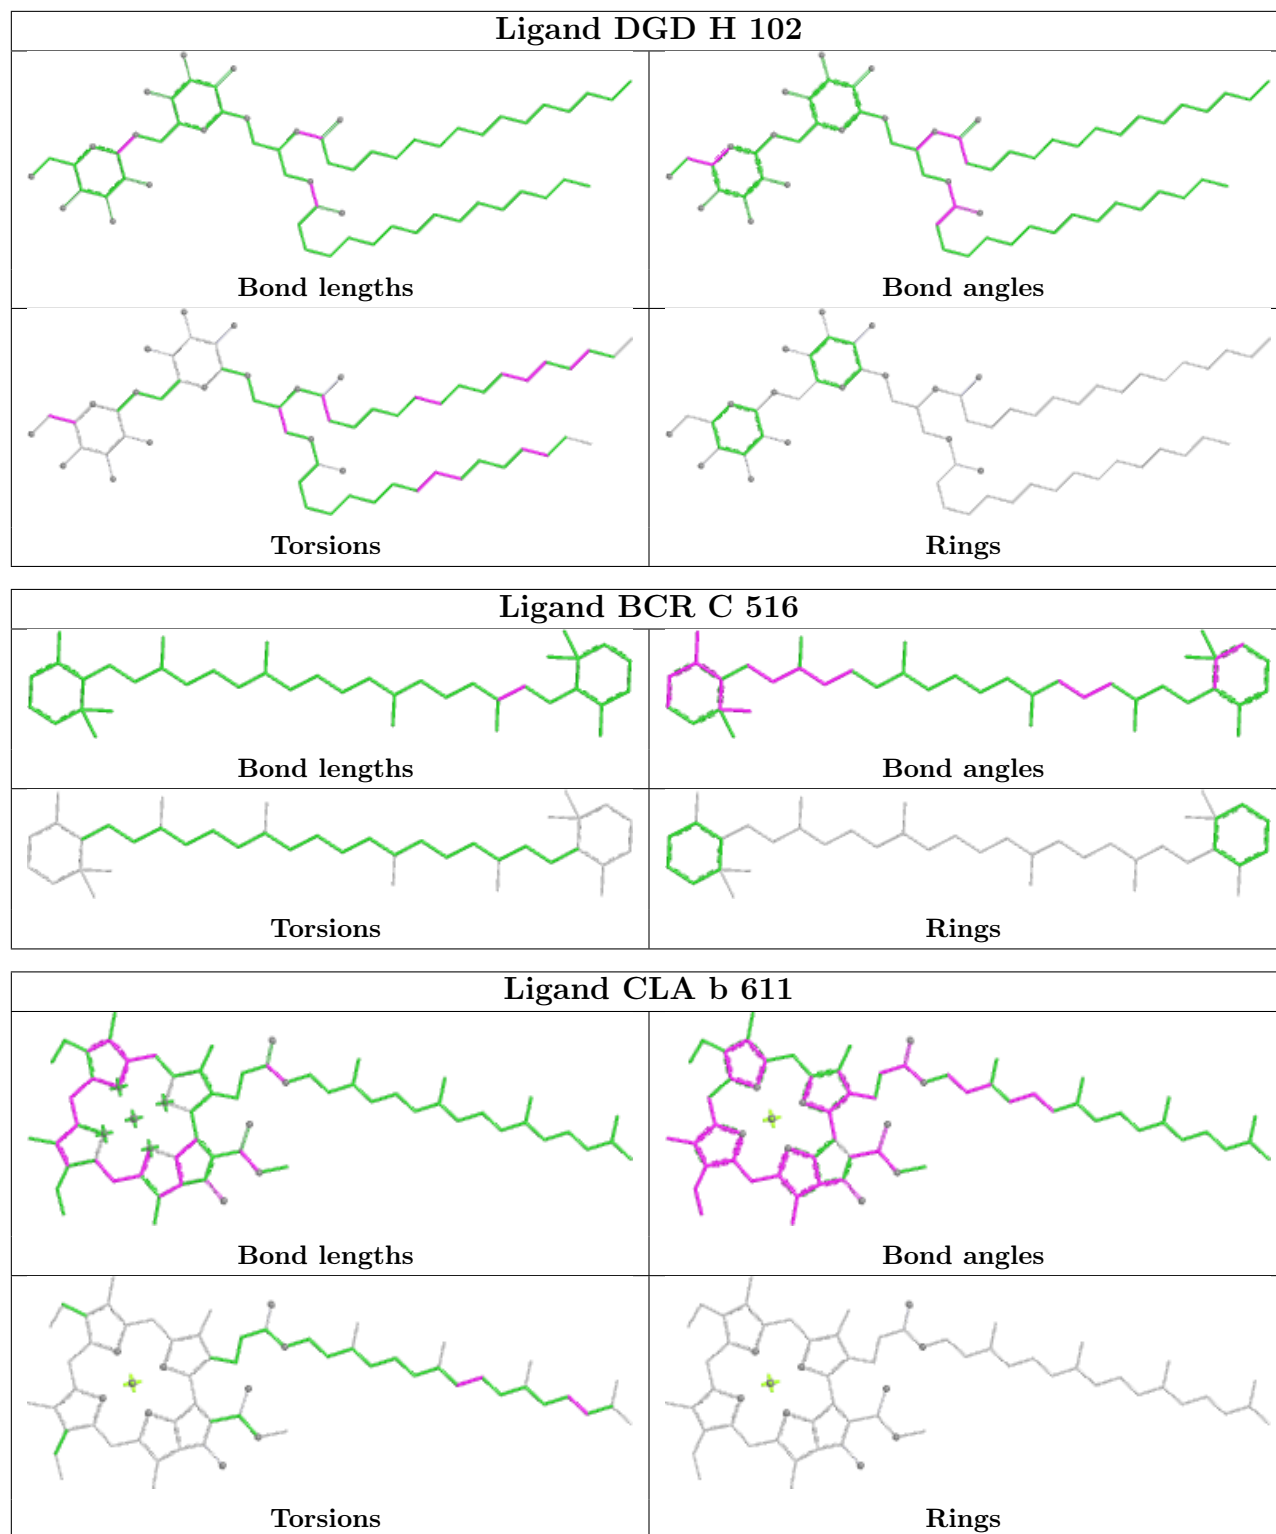 Ligand DGD H 102
Bond lengths
Bond angles
Torsions
Rings
Ligand BCR C 516
Bond lengths
Bond angles
Torsions
Rings
Ligand CLA b 611
Bond lengths
Bond angles
Torsions
Rings